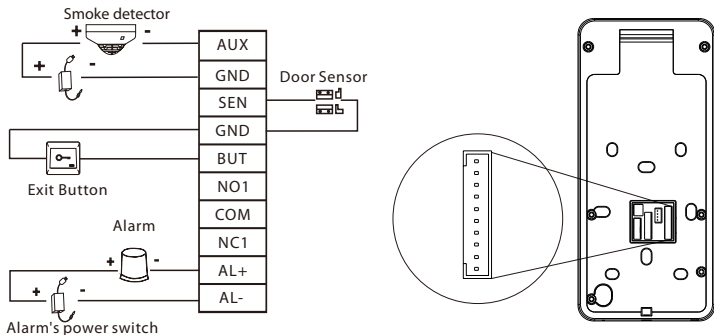 Smoke detector
+ -
+ -
AUX
GND
SEN
GND
BUT
NO1
COM
NC1
AL+
AL-
Door Sensor
Exit Button
Alarm
+ -
+ -
Alarm's power switch